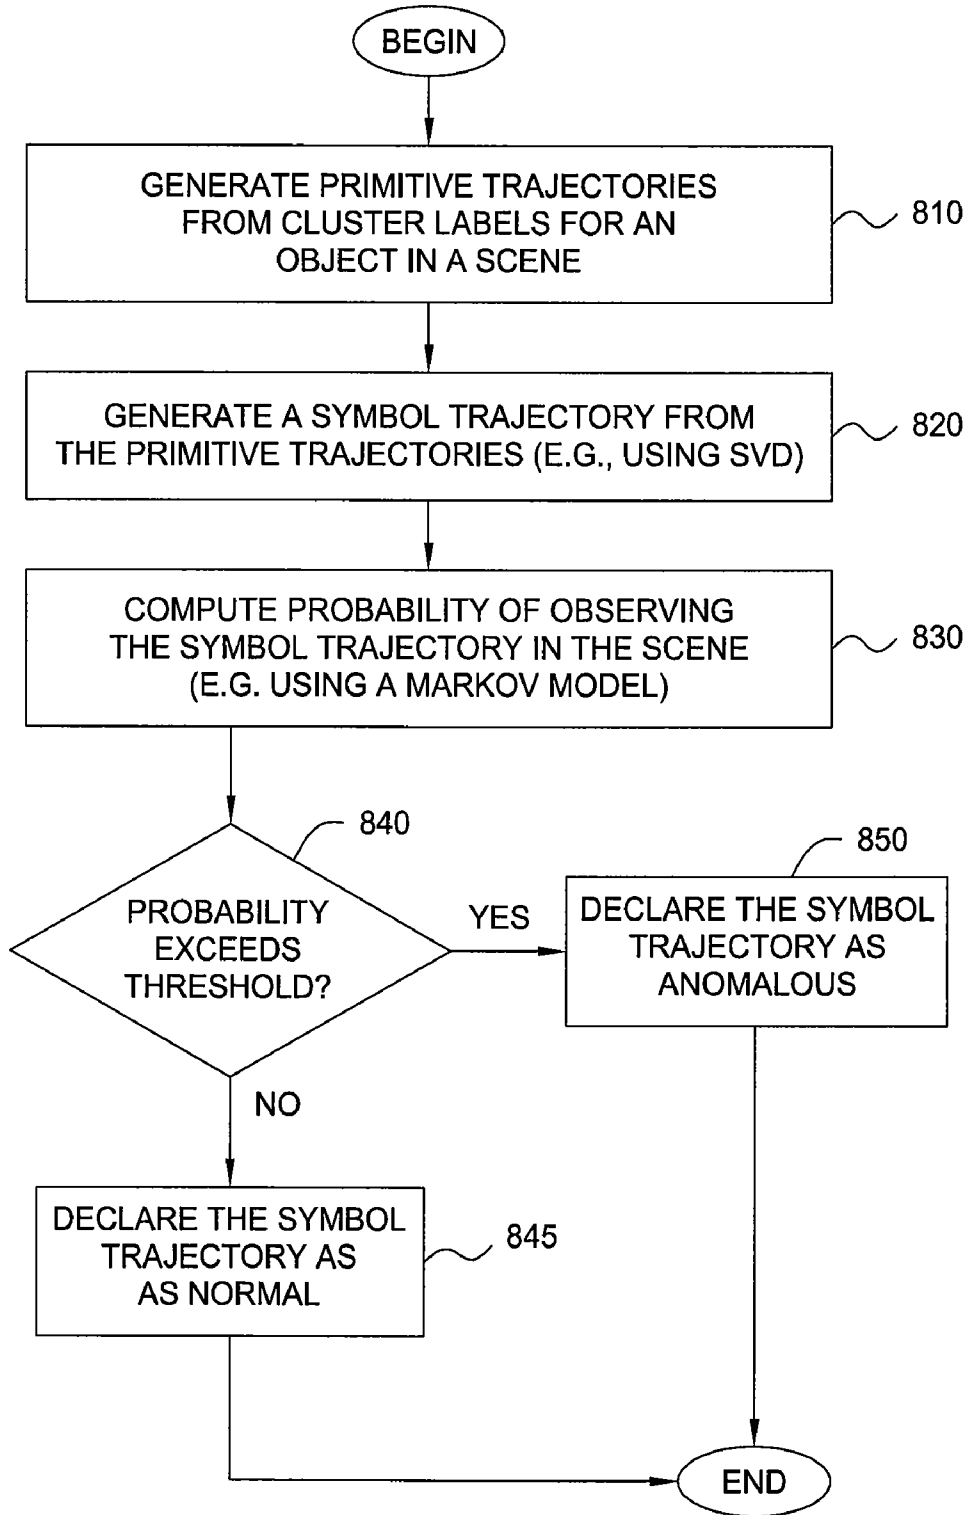 BEGIN
GENERATE PRIMITIVE TRAJECTORIES
FROM CLUSTER LABELS FOR AN
OBJECT IN A SCENE
810
GENERATE A SYMBOL TRAJECTORY FROM
THE PRIMITIVE TRAJECTORIES (E.G., USING SVD)
820
COMPUTE PROBABILITY OF OBSERVING
THE SYMBOL TRAJECTORY IN THE SCENE
(E.G. USING A MARKOV MODEL)
830
840
PROBABILITY
EXCEEDS
THRESHOLD?
YES
850
DECLARE THE SYMBOL
TRAJECTORY AS
ANOMALOUS
NO
DECLARE THE SYMBOL
TRAJECTORY AS
AS NORMAL
845
END